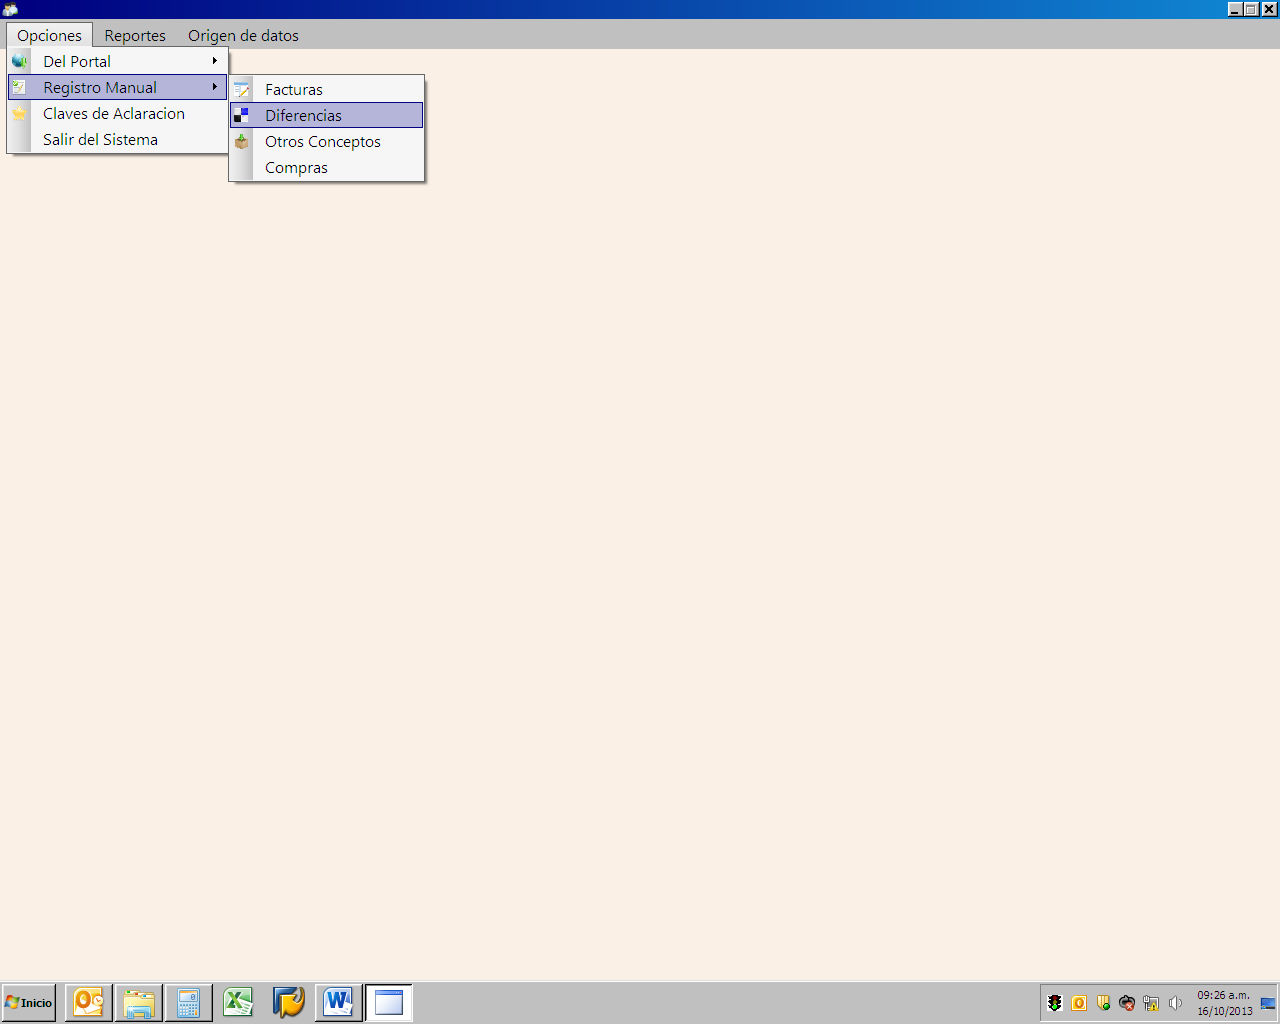 Opciones Reportes Origen de datos
Del Portal
Registro Manual
Claves de Aclaracion
Salir del Sistema
Facturas
Diferencias
Otros Conceptos
Compras
Inicio
09:26 a.m.
16/10/2013